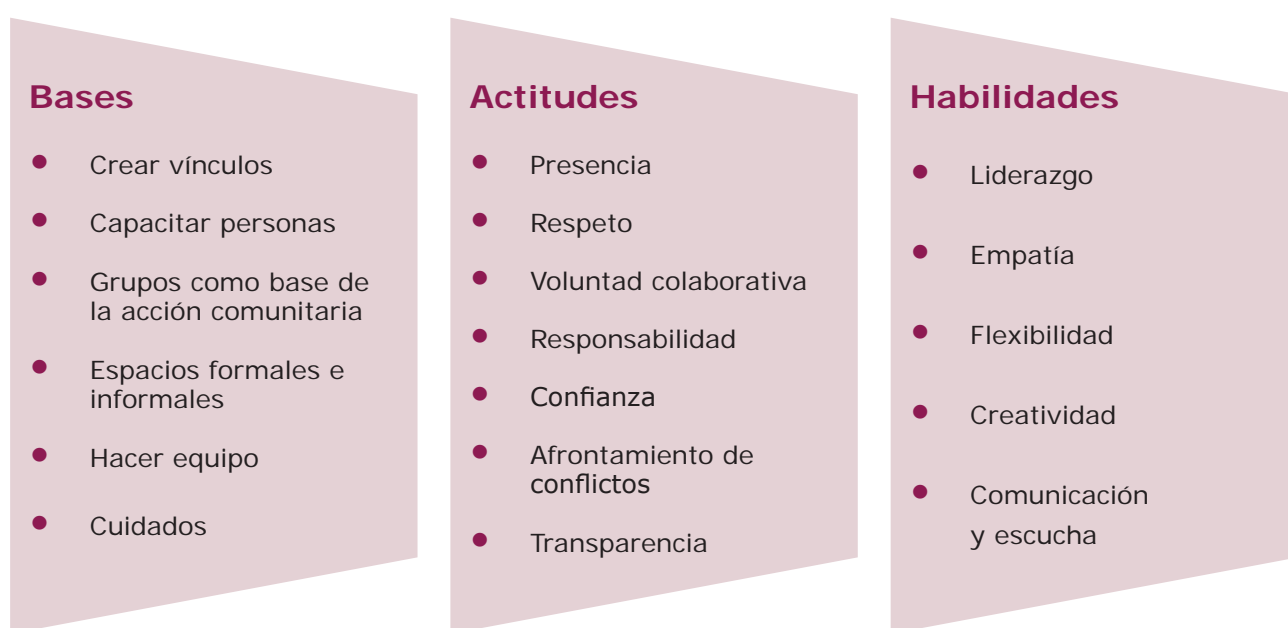 Bases
Crear vínculos
Capacitar personas
Grupos como base de
la acción comunitaria
Espacios formales e
informales
Hacer equipo
Cuidados
Actitudes
Presencia
Respeto
Voluntad colaborativa
Responsabilidad
Confianza
Afrontamiento de
conflictos
Transparencia
Habilidades
Liderazgo
Empatía
Flexibilidad
Creatividad
Comunicación
y escucha